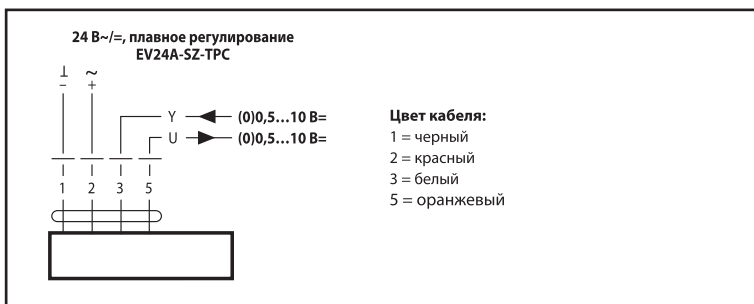 24 В~/=, плавное регулирование
EV24A-SZ-TPC
⊥ ~
– +
Y (0)0,5...10 В=
U (0)0,5...10 В=
1 2 3 5
Цвет кабеля:
1 = черный
2 = красный
3 = белый
5 = оранжевый